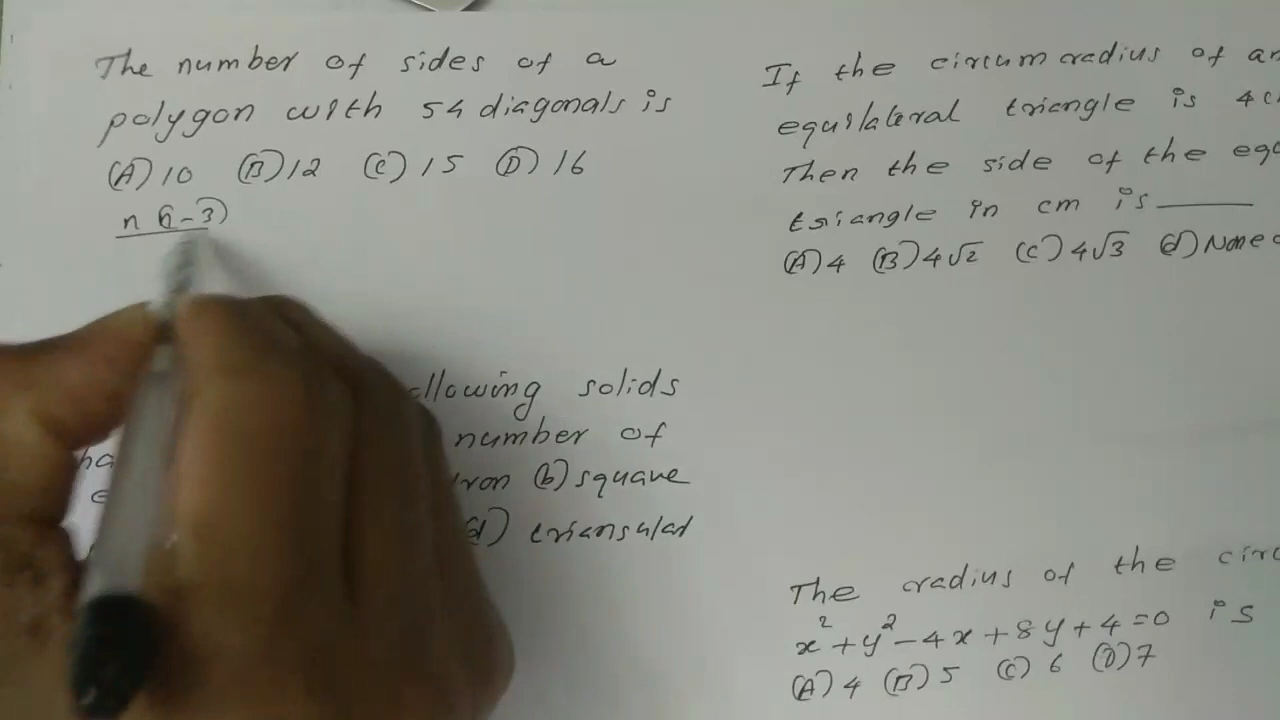 The number of sides of a
polygon with 54 diagonals is
(A) 10 (B) 12 (C) 15 (D) 16
n(n-3)
following solids
number of
(b) square
(d) triangular
If the circumradius of an
equilateral triangle is 4c
Then the side of the eq
triangle in cm is ____
(A) 4 (B) 4√2 (C) 4√3 (d) None
The radius of the circ
x²+y²-4x+8y+4=0 is
(A) 4 (B) 5 (C) 6 (D) 7